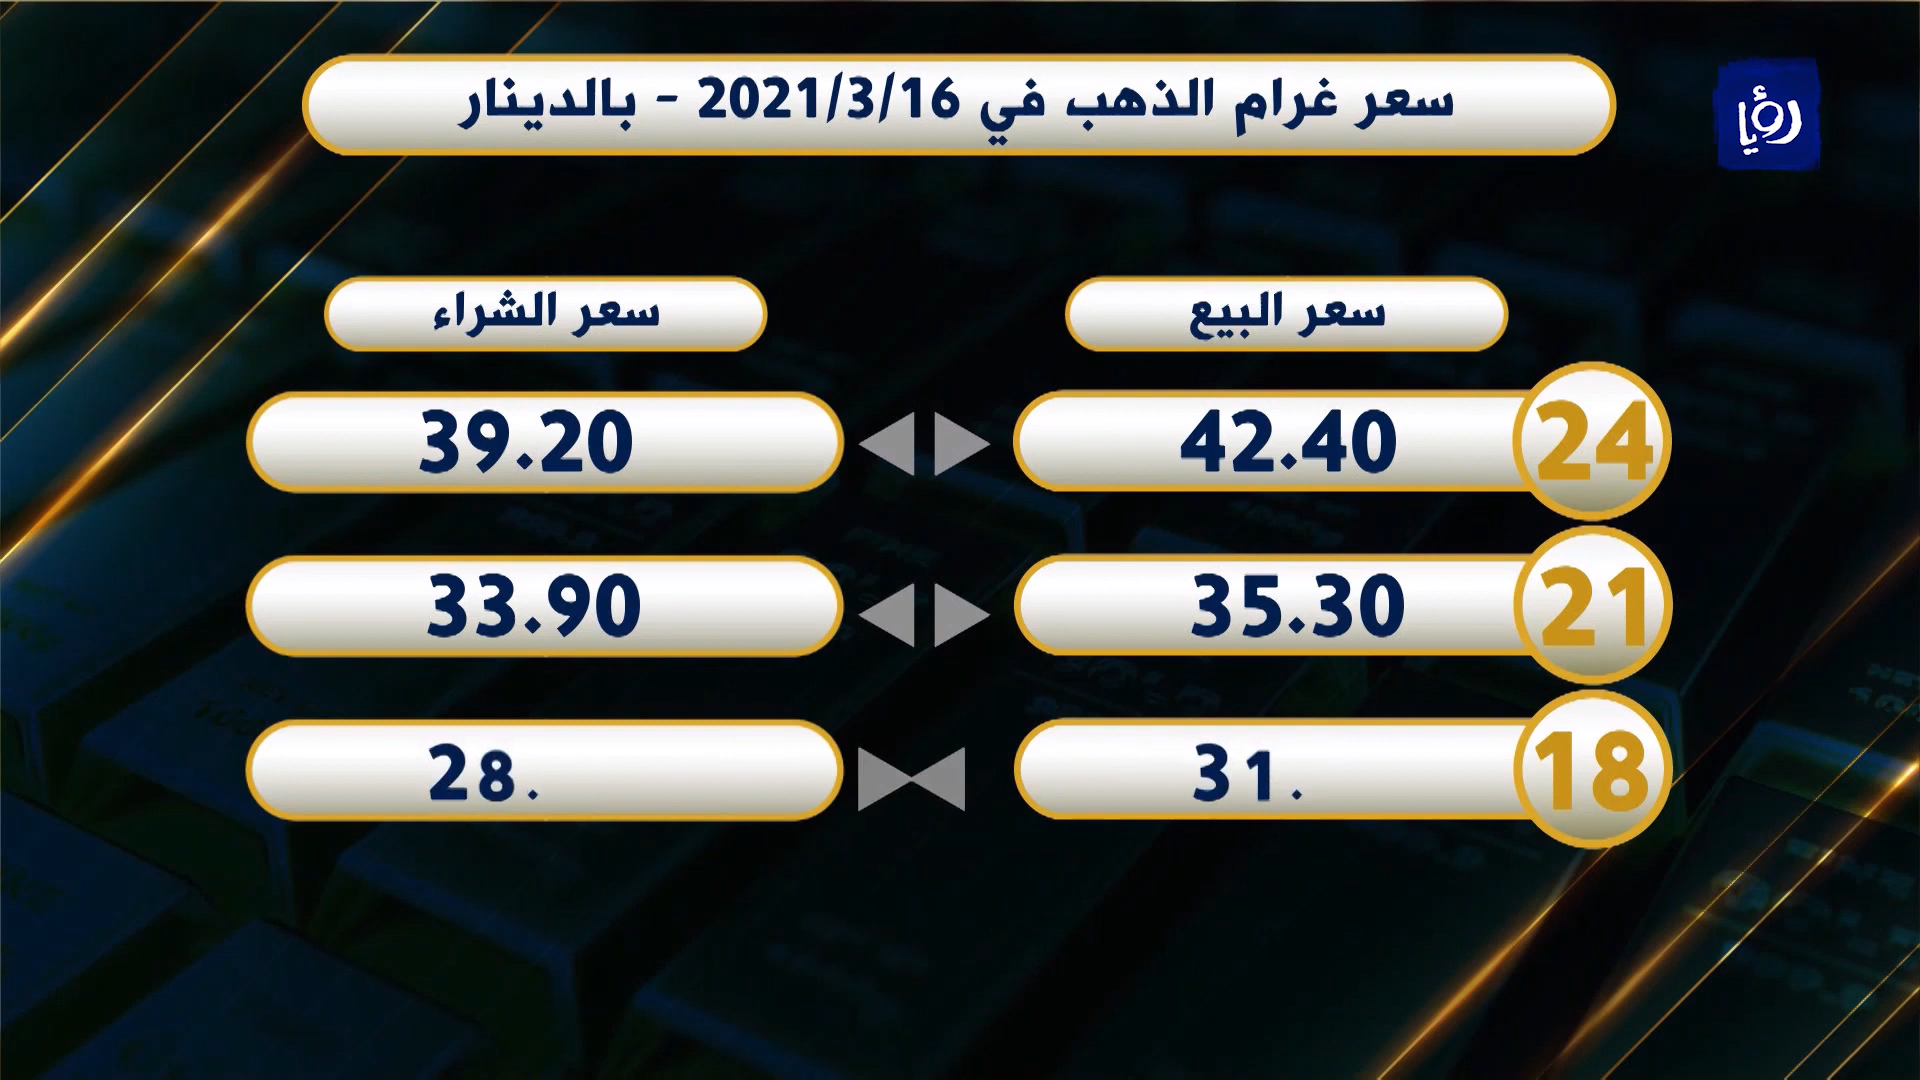 سعر غرام الذهب في 2021/3/16 - بالدينار
رؤيا
سعر البيع
سعر الشراء
24 42.40 39.20
21 35.30 33.90
18 31. 28.